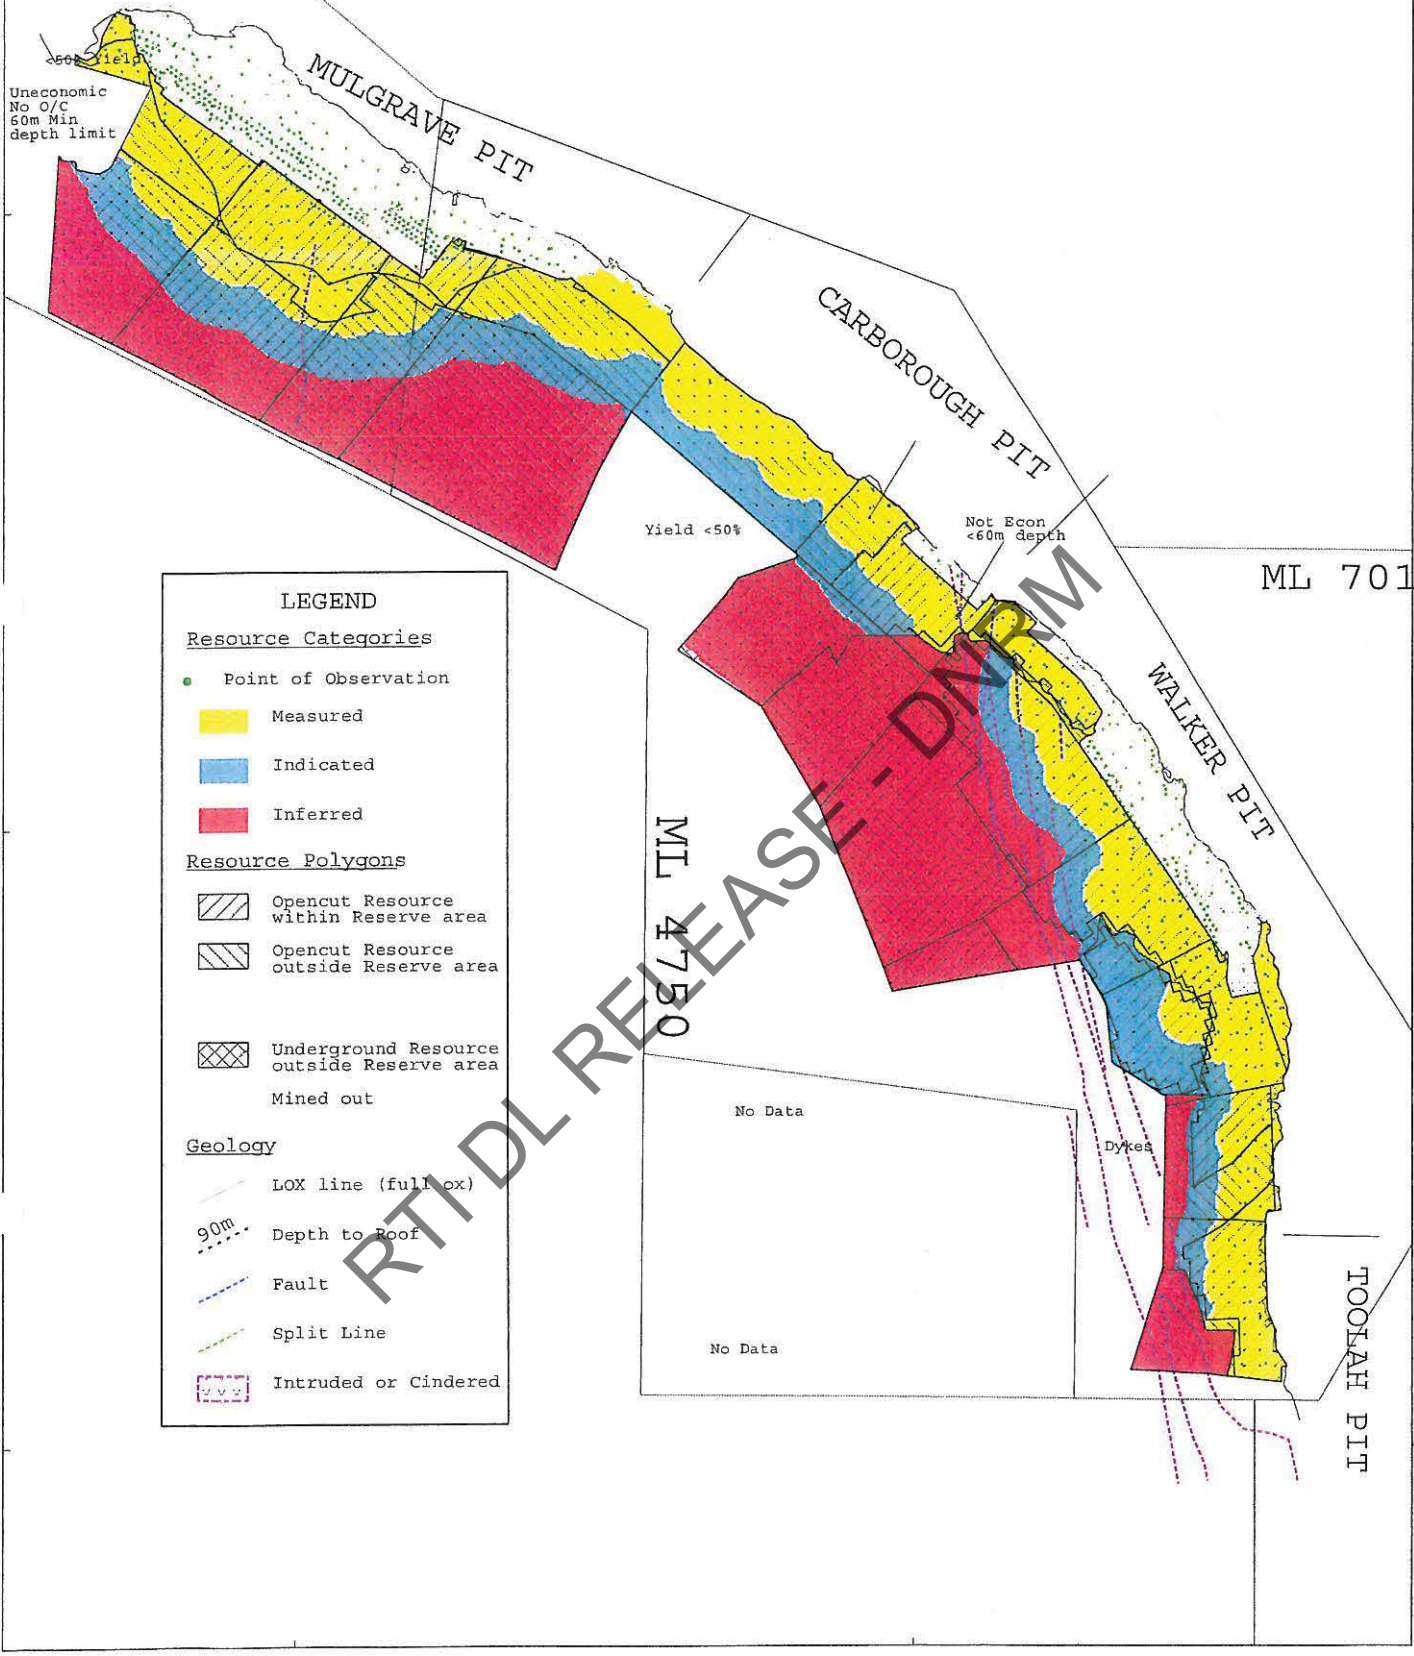 <50% Yield
Uneconomic
No O/C
60m Min
depth limit
MULGRAVE PIT
CARBOROUGH PIT
Yield <50%
Not Econ
<60m depth
ML 701
WALKER PIT
LEGEND
Resource Categories
Point of Observation
Measured
Indicated
Inferred
Resource Polygons
Opencut Resource
within Reserve area
Opencut Resource
outside Reserve area
Underground Resource
outside Reserve area
Mined out
Geology
LOX line (full ox)
90m
Depth to Roof
Fault
Split Line
Intruded or Cindered
ML 4750
No Data
Dykes
No Data
TOOLAH PIT
RTI DL RELEASE - DNRM